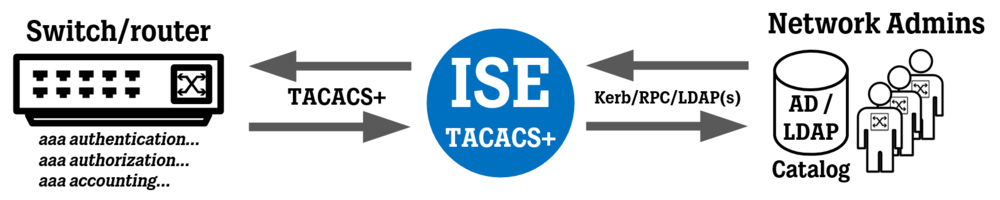 Switch/router
aaa authentication...
aaa authorization...
aaa accounting...
TACACS+
ISE
TACACS+
Kerb/RPC/LDAP(s)
Network Admins
AD /
LDAP
Catalog